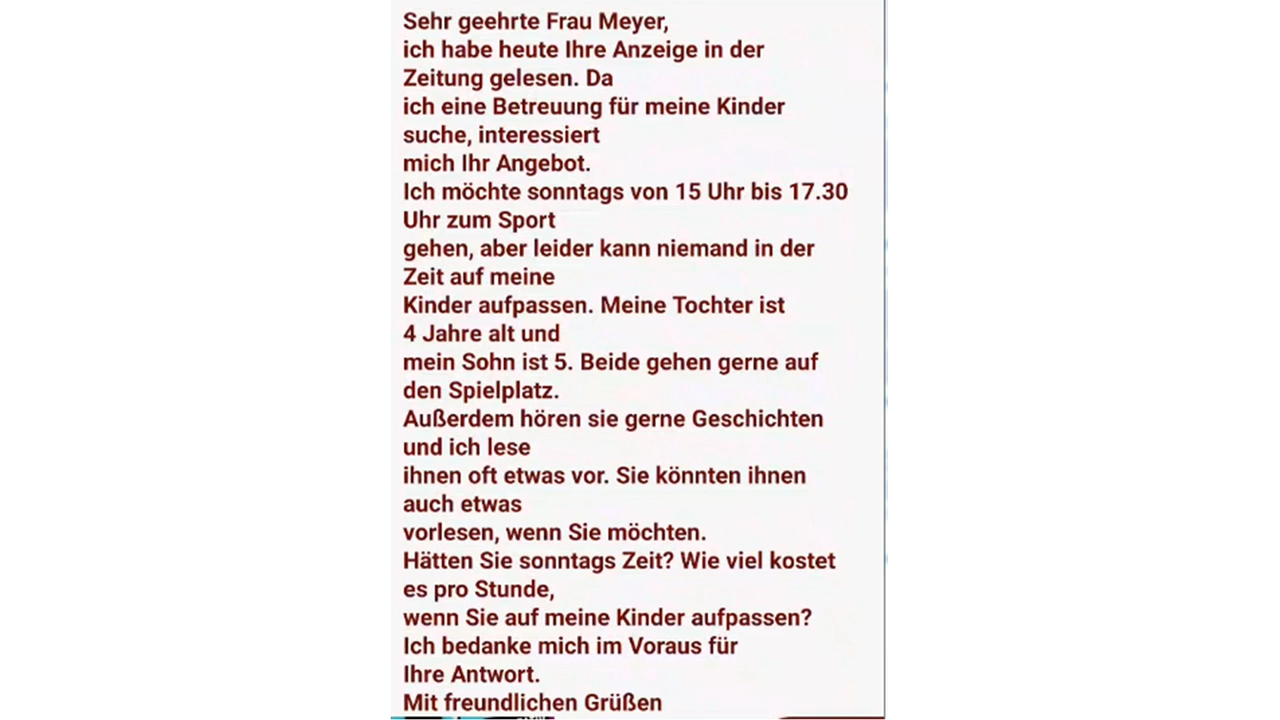 Sehr geehrte Frau Meyer,
ich habe heute Ihre Anzeige in der
Zeitung gelesen. Da
ich eine Betreuung für meine Kinder
suche, interessiert
mich Ihr Angebot.
Ich möchte sonntags von 15 Uhr bis 17.30
Uhr zum Sport
gehen, aber leider kann niemand in der
Zeit auf meine
Kinder aufpassen. Meine Tochter ist
4 Jahre alt und
mein Sohn ist 5. Beide gehen gerne auf
den Spielplatz.
Außerdem hören sie gerne Geschichten
und ich lese
ihnen oft etwas vor. Sie könnten ihnen
auch etwas
vorlesen, wenn Sie möchten.
Hätten Sie sonntags Zeit? Wie viel kostet
es pro Stunde,
wenn Sie auf meine Kinder aufpassen?
Ich bedanke mich im Voraus für
Ihre Antwort.
Mit freundlichen Grüßen